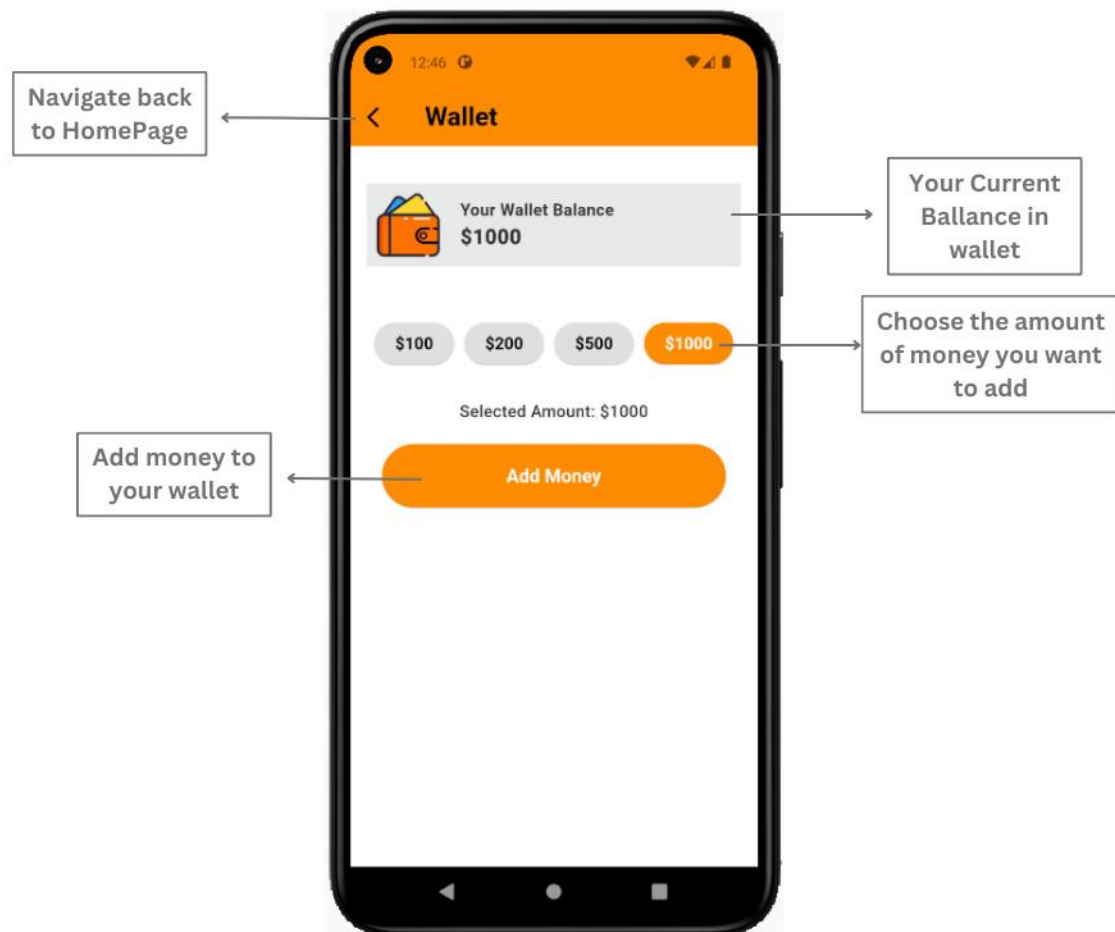 12:46
Navigate back
to HomePage
Wallet
Your Wallet Balance
$1000
Your Current
Ballance in
wallet
$100 $200 $500 $1000
Choose the amount
of money you want
to add
Selected Amount: $1000
Add money to
your wallet
Add Money